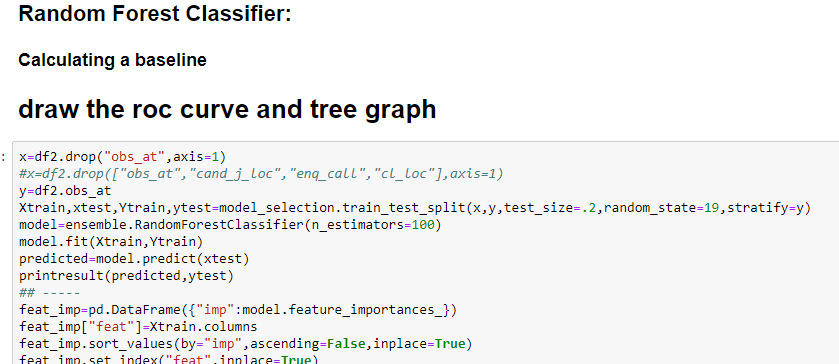 Random Forest Classifier:
Calculating a baseline
draw the roc curve and tree graph
: x=df2.drop("obs_at",axis=1)
#x=df2.drop(["obs_at","cand_j_loc","enq_call","cl_loc"],axis=1)
y=df2.obs_at
Xtrain,xtest,Ytrain,ytest=model_selection.train_test_split(x,y,test_size=.2,random_state=19,stratify=y)
model=ensemble.RandomForestClassifier(n_estimators=100)
model.fit(Xtrain,Ytrain)
predicted=model.predict(xtest)
printresult(predicted,ytest)
## -----
feat_imp=pd.DataFrame({"imp":model.feature_importances_})
feat_imp["feat"]=Xtrain.columns
feat_imp.sort_values(by="imp",ascending=False,inplace=True)
feat_imp.set_index("feat",inplace=True)